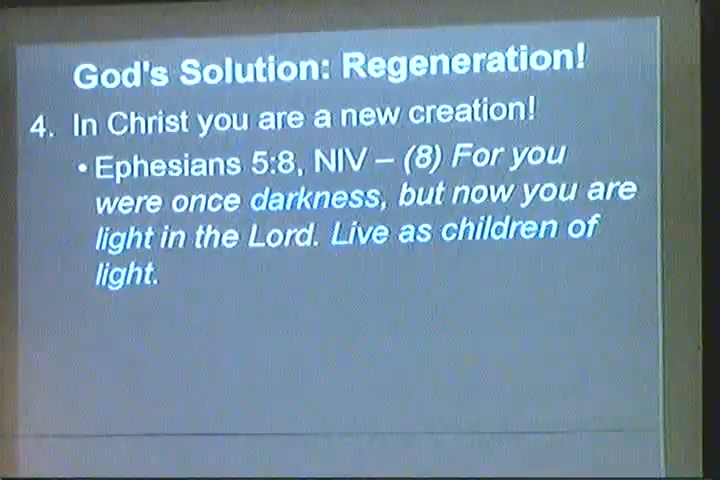 God's Solution: Regeneration!
4. In Christ you are a new creation!
• Ephesians 5:8, NIV – (8) For you
were once darkness, but now you are
light in the Lord. Live as children of
light.